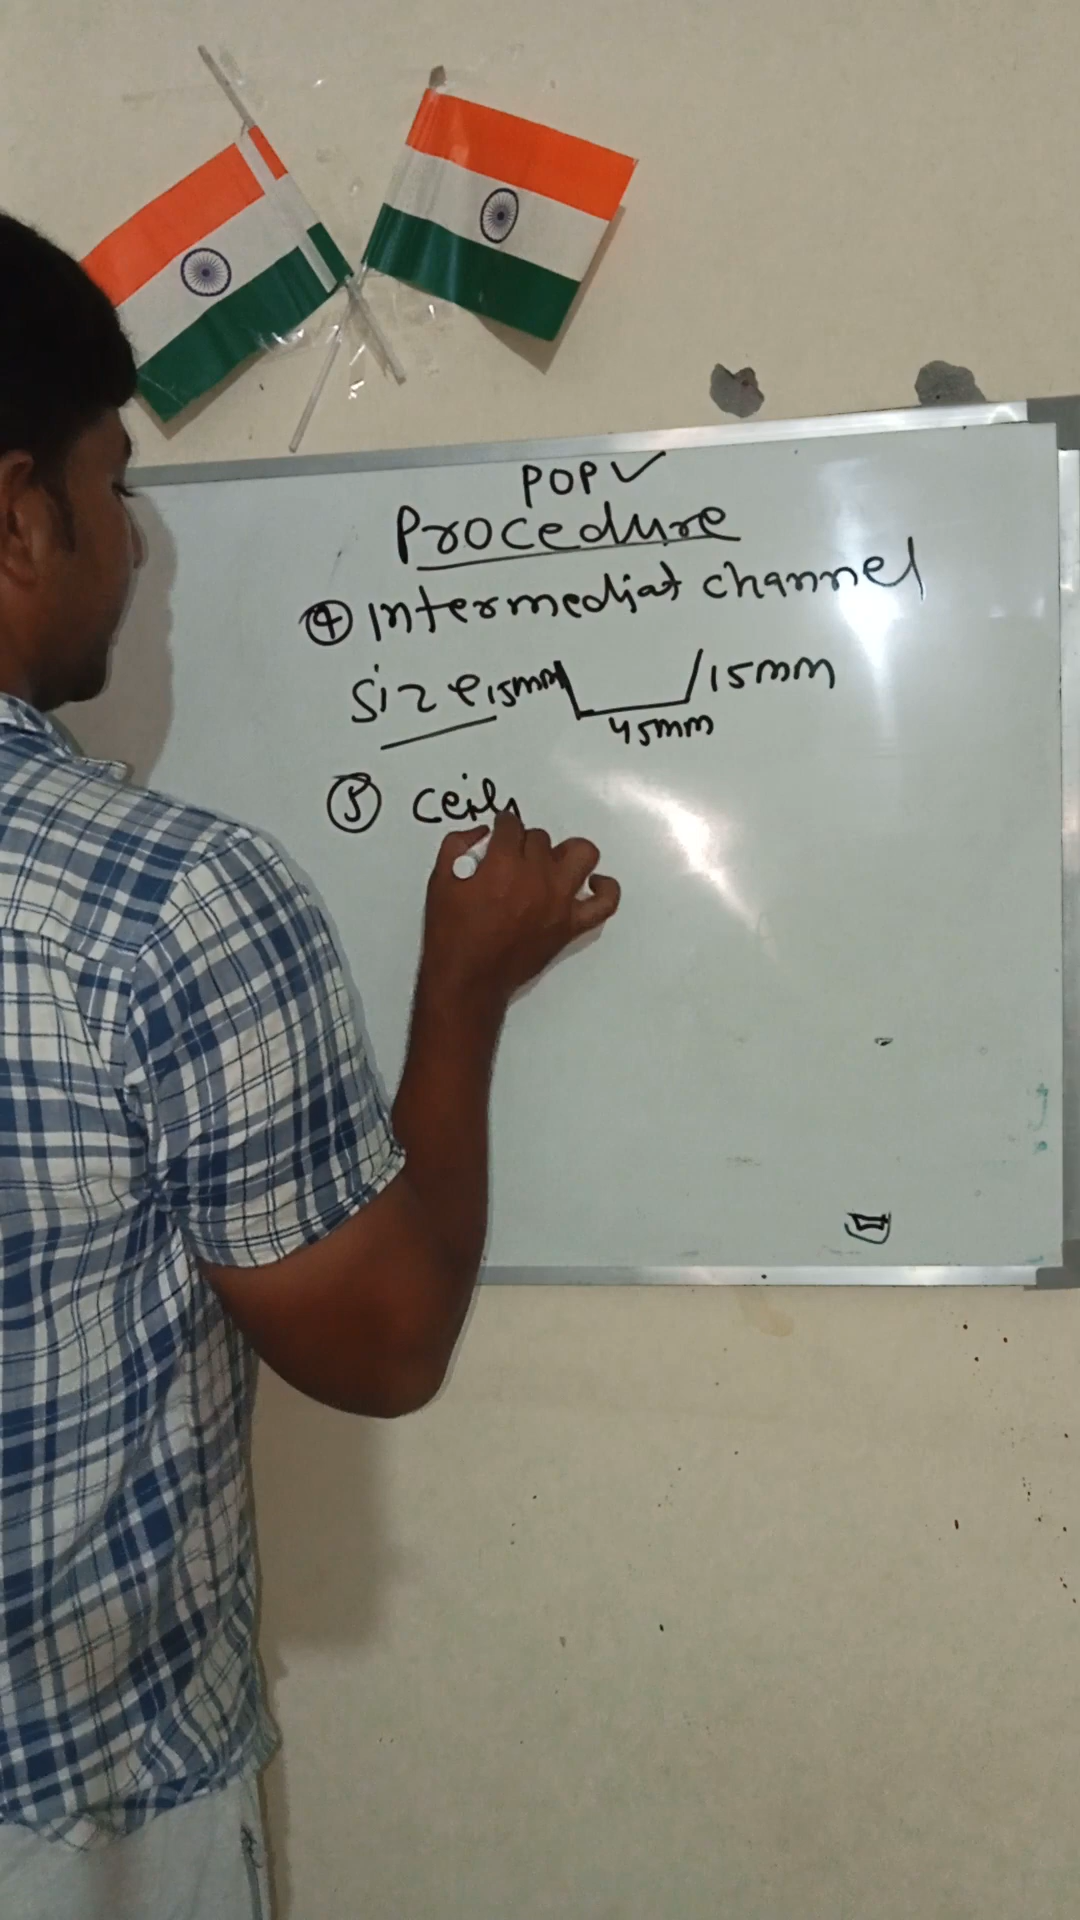 POP ✓
Procedure
④ Intermediat channel
Size 15mm 15mm
45mm
⑤ Ceil